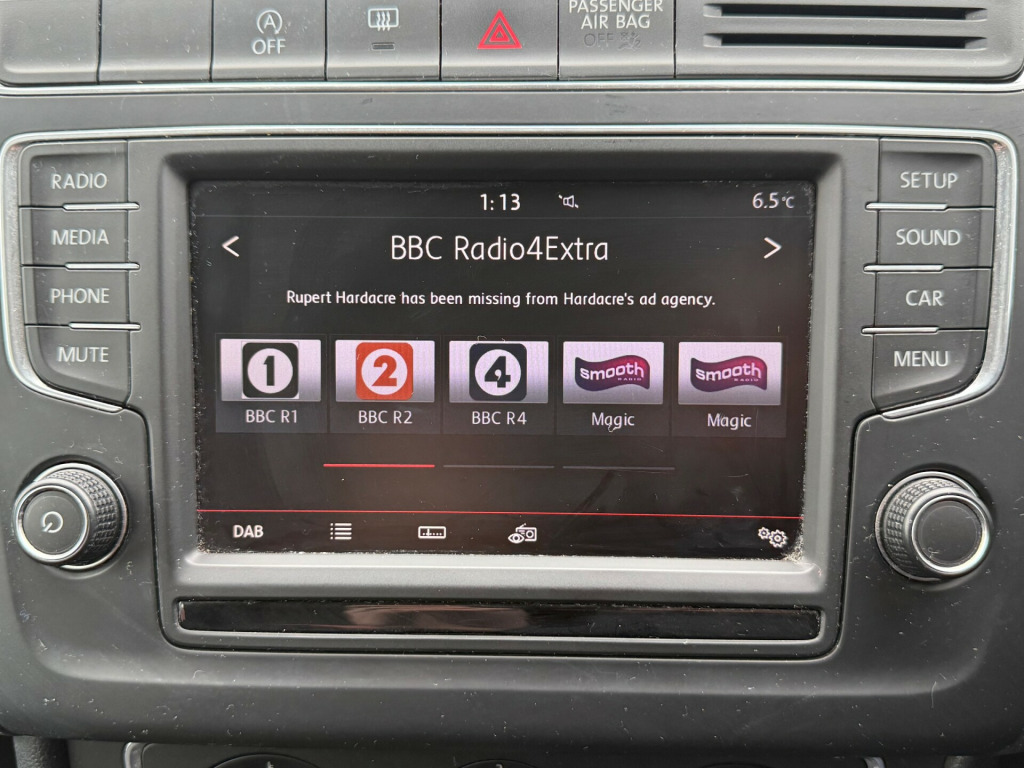 OFF
PASSENGER
AIR BAG
OFF
RADIO
MEDIA
PHONE
MUTE
1:13
6.5°C
< BBC Radio4Extra >
Rupert Hardacre has been missing from Hardacre's ad agency.
1 2 4 smooth RADIO smooth RADIO
BBC R1 BBC R2 BBC R4 Magic Magic
DAB
SETUP
SOUND
CAR
MENU